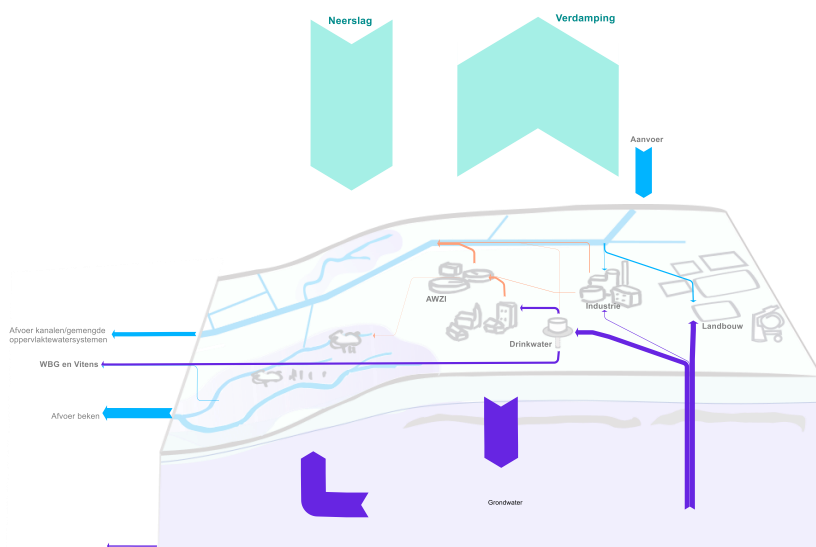 Neerslag
Verdamping
Aanvoer
AWZI
Industrie
Landbouw
Drinkwater
Afvoer kanalen/gemengde
oppervlaktewatersystemen
WBG en Vitens
Afvoer beken
Grondwater